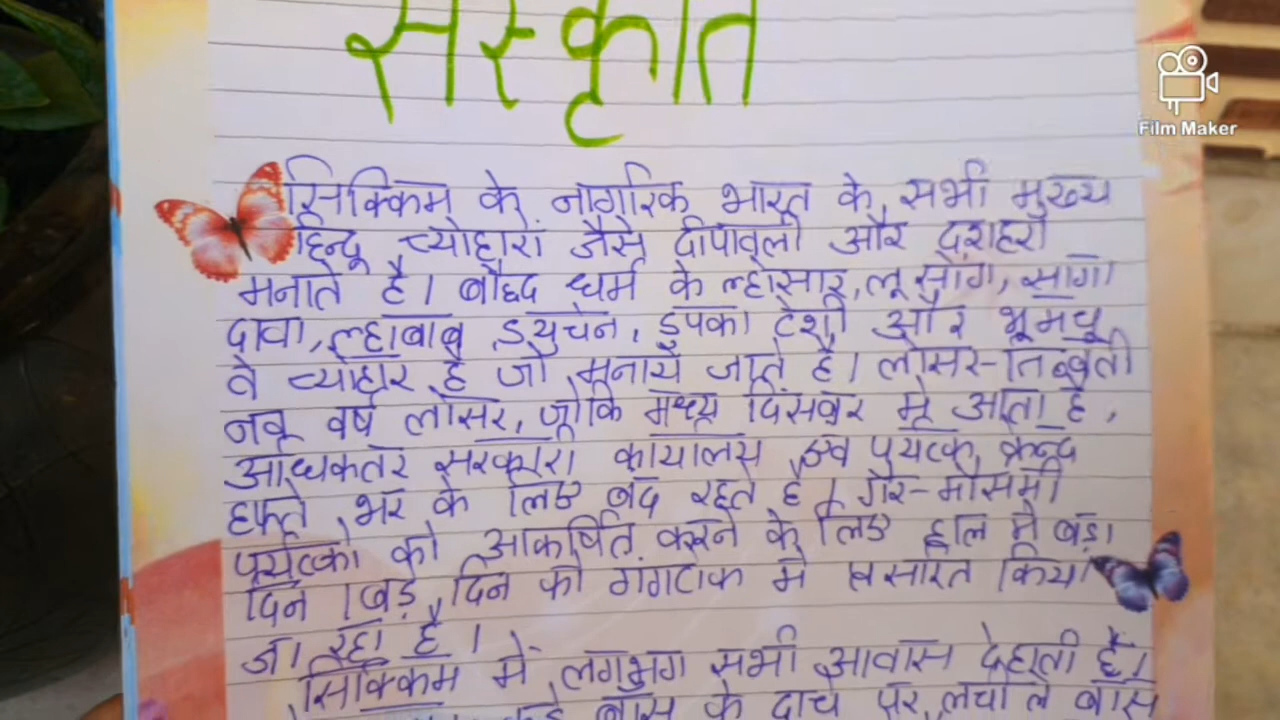 संस्कृति
Film Maker
सिक्किम के नागरिक भारत के सभी मुख्य
हिन्दू त्योहारों जैसे दीपावली और दशहरा
मनाते है। बौद्द धर्म के ल्होसार, लूसोंग, सागा
दावा, ल्हाबाब ड्युचेन, ड्रुपका टेशी और भूमचू
वे त्योहार है जो मनाये जाते है। लोसर-तिब्बती
नव वर्ष लोसर, जोकि मध्य दिसंबर में आता है,
अधिकतर सरकारी कार्यालय एवं पर्यटक केन्द्र
हफ्ते भर के लिए बंद रहते है। गैर-मौसमी
पर्यटकों को आकर्षित करने के लिए हाल में बड़ा
दिन। बड़े दिन को गंगटोक में प्रसारित किया
जा रहा है।
सिक्किम में लगभग सभी आवास देहाती हैं।
बांस के ढांचे पर लचीले बांस